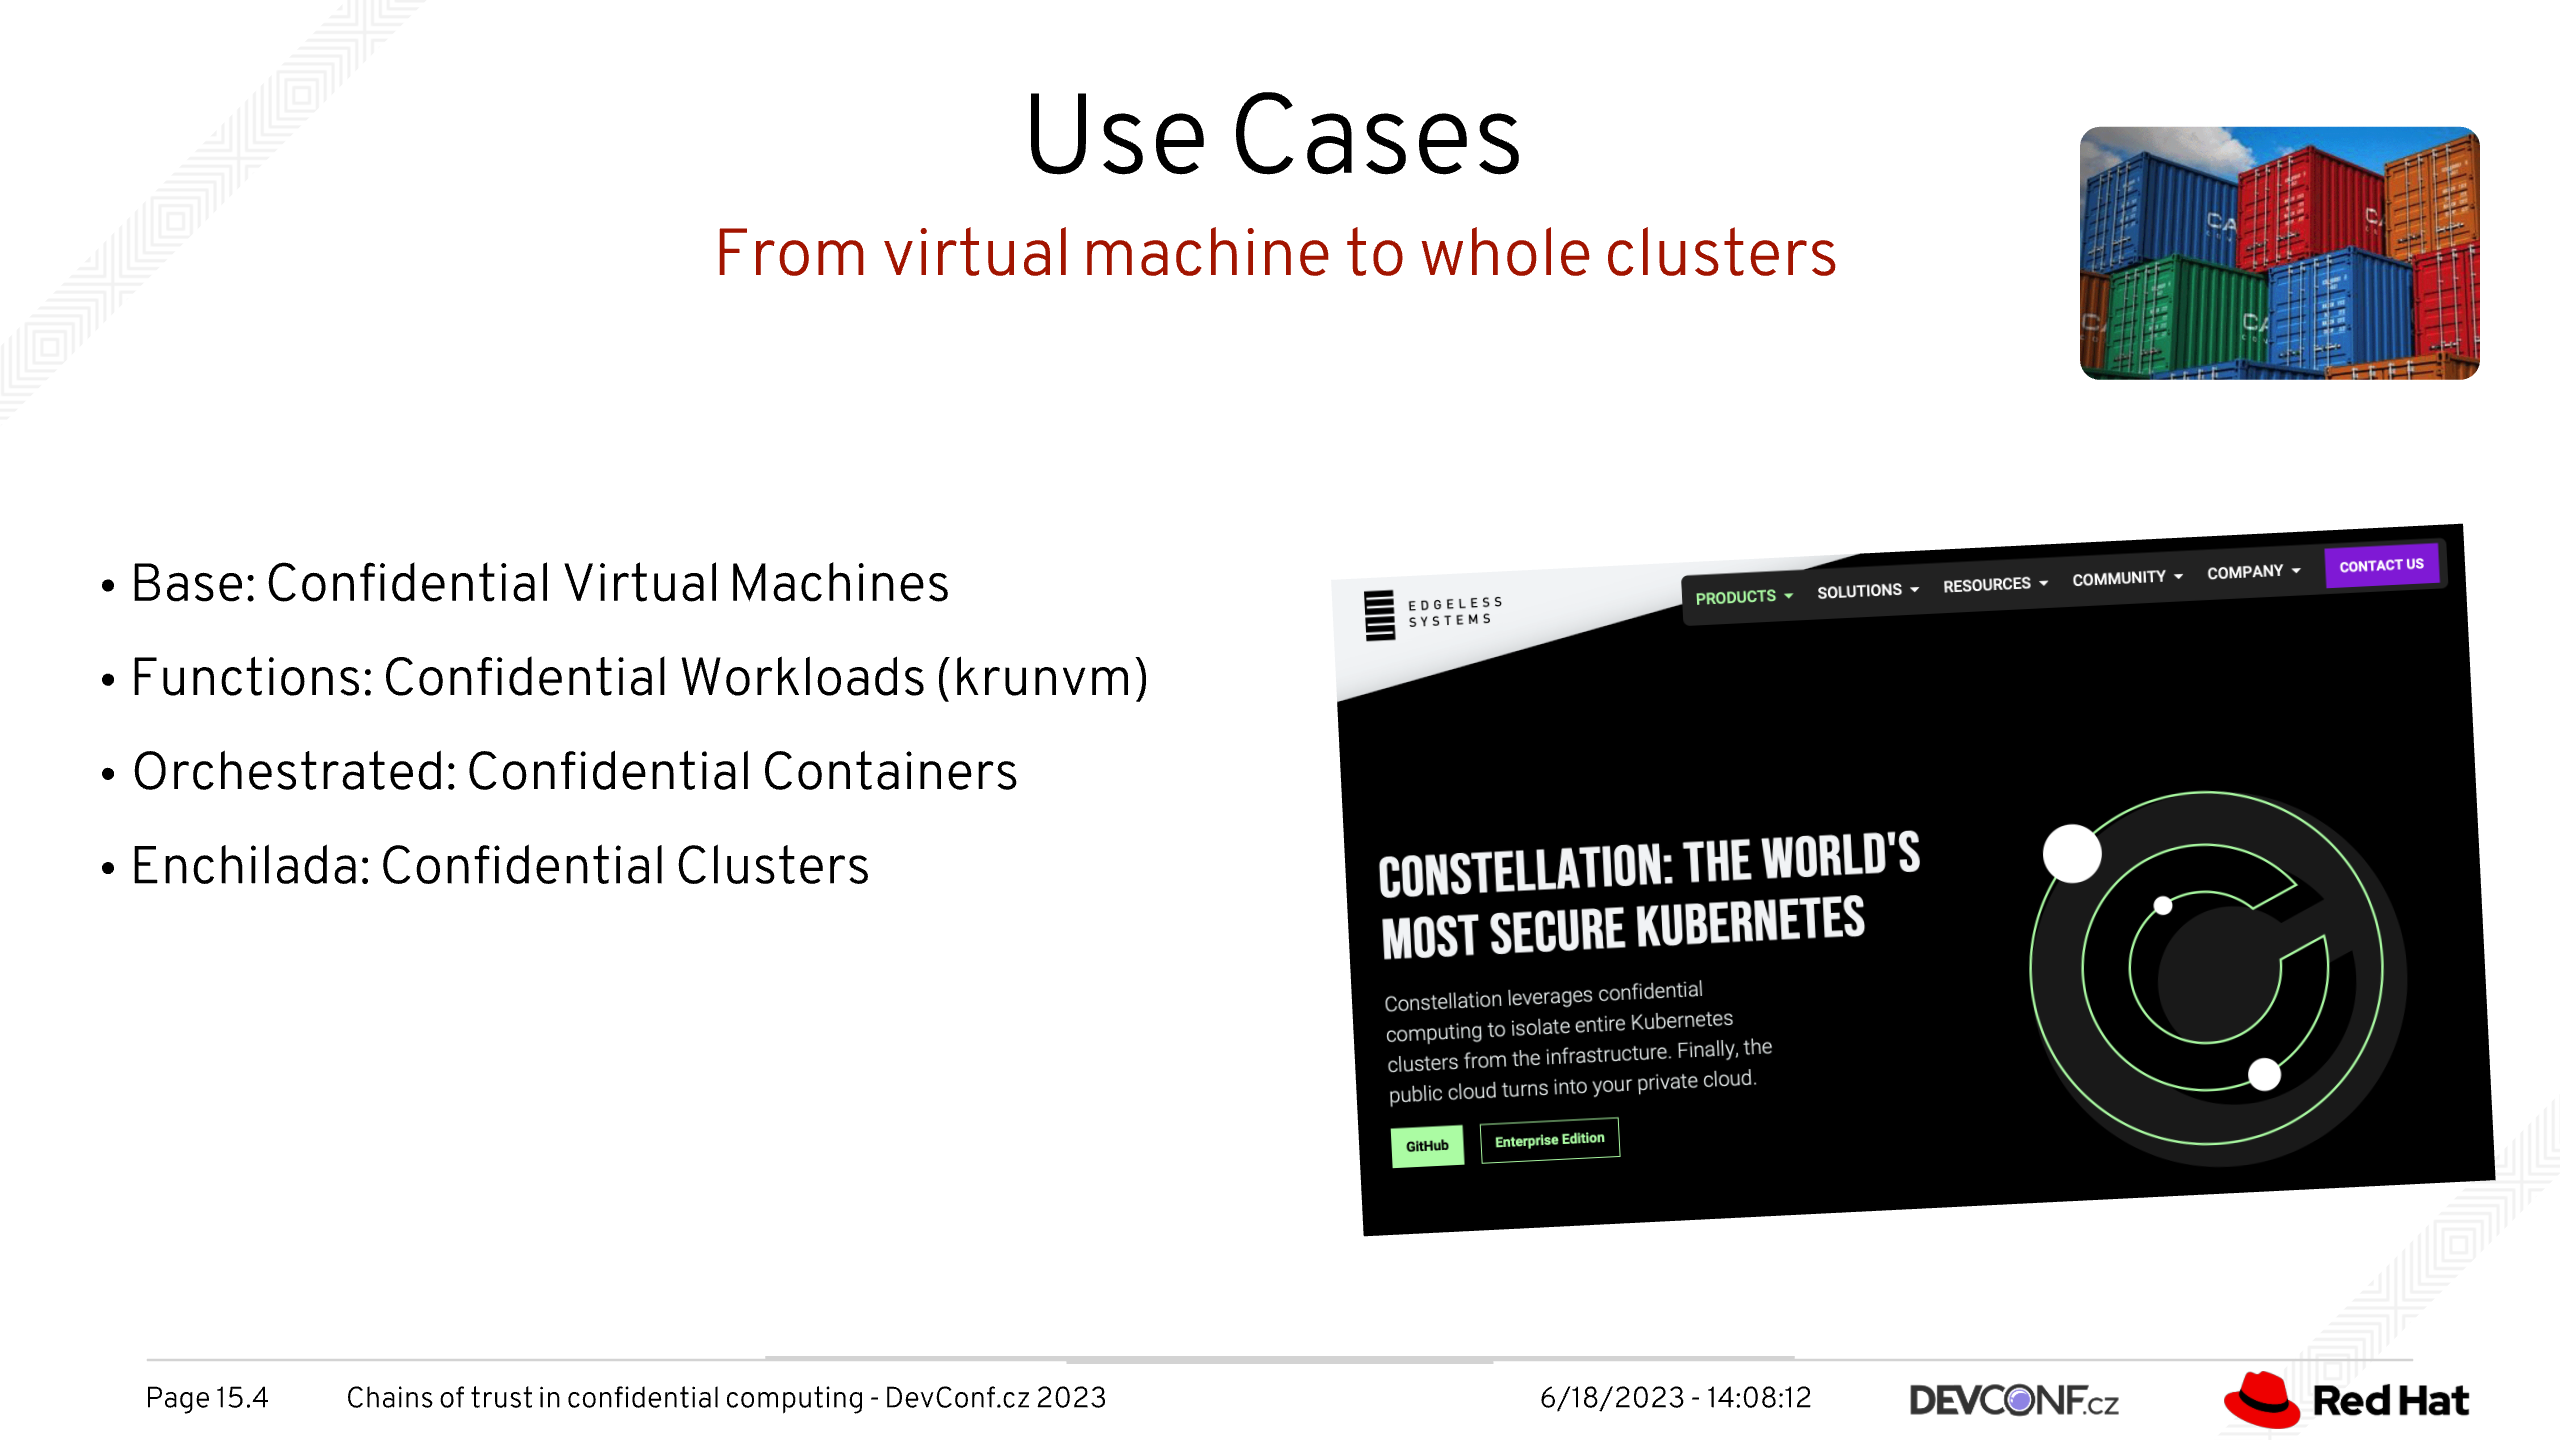 Use Cases
From virtual machine to whole clusters
• Base: Confidential Virtual Machines
• Functions: Confidential Workloads (krunvm)
• Orchestrated: Confidential Containers
• Enchilada: Confidential Clusters
EDGELESS
SYSTEMS
PRODUCTS SOLUTIONS RESOURCES COMMUNITY COMPANY CONTACT US
CONSTELLATION: THE WORLD'S
MOST SECURE KUBERNETES
Constellation leverages confidential
computing to isolate entire Kubernetes
clusters from the infrastructure. Finally, the
public cloud turns into your private cloud.
GitHub Enterprise Edition
Page 15.4 Chains of trust in confidential computing - DevConf.cz 2023 6/18/2023 - 14:08:12 DEVCONF.cz Red Hat